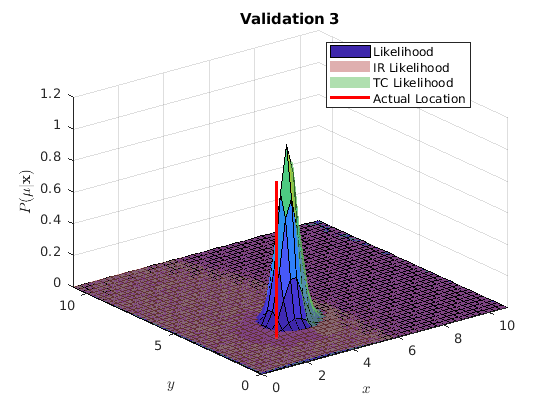 Validation 3
Likelihood
IR Likelihood
TC Likelihood
Actual Location
1.2
1
0.8
0.6
0.4
0.2
0
P(μ|x)
10
5
0
y
0
2
4
6
8
10
x